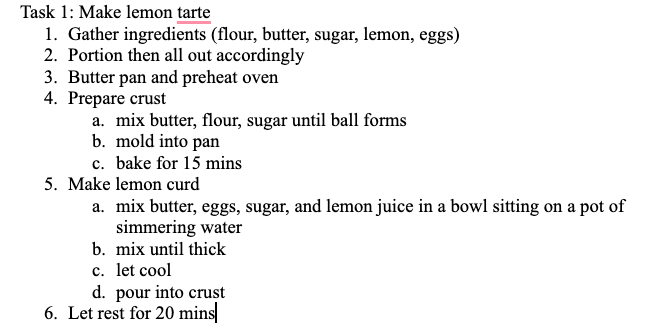 Task 1: Make lemon tarte
1. Gather ingredients (flour, butter, sugar, lemon, eggs)
2. Portion then all out accordingly
3. Butter pan and preheat oven
4. Prepare crust
a. mix butter, flour, sugar until ball forms
b. mold into pan
c. bake for 15 mins
5. Make lemon curd
a. mix butter, eggs, sugar, and lemon juice in a bowl sitting on a pot of
simmering water
b. mix until thick
c. let cool
d. pour into crust
6. Let rest for 20 mins